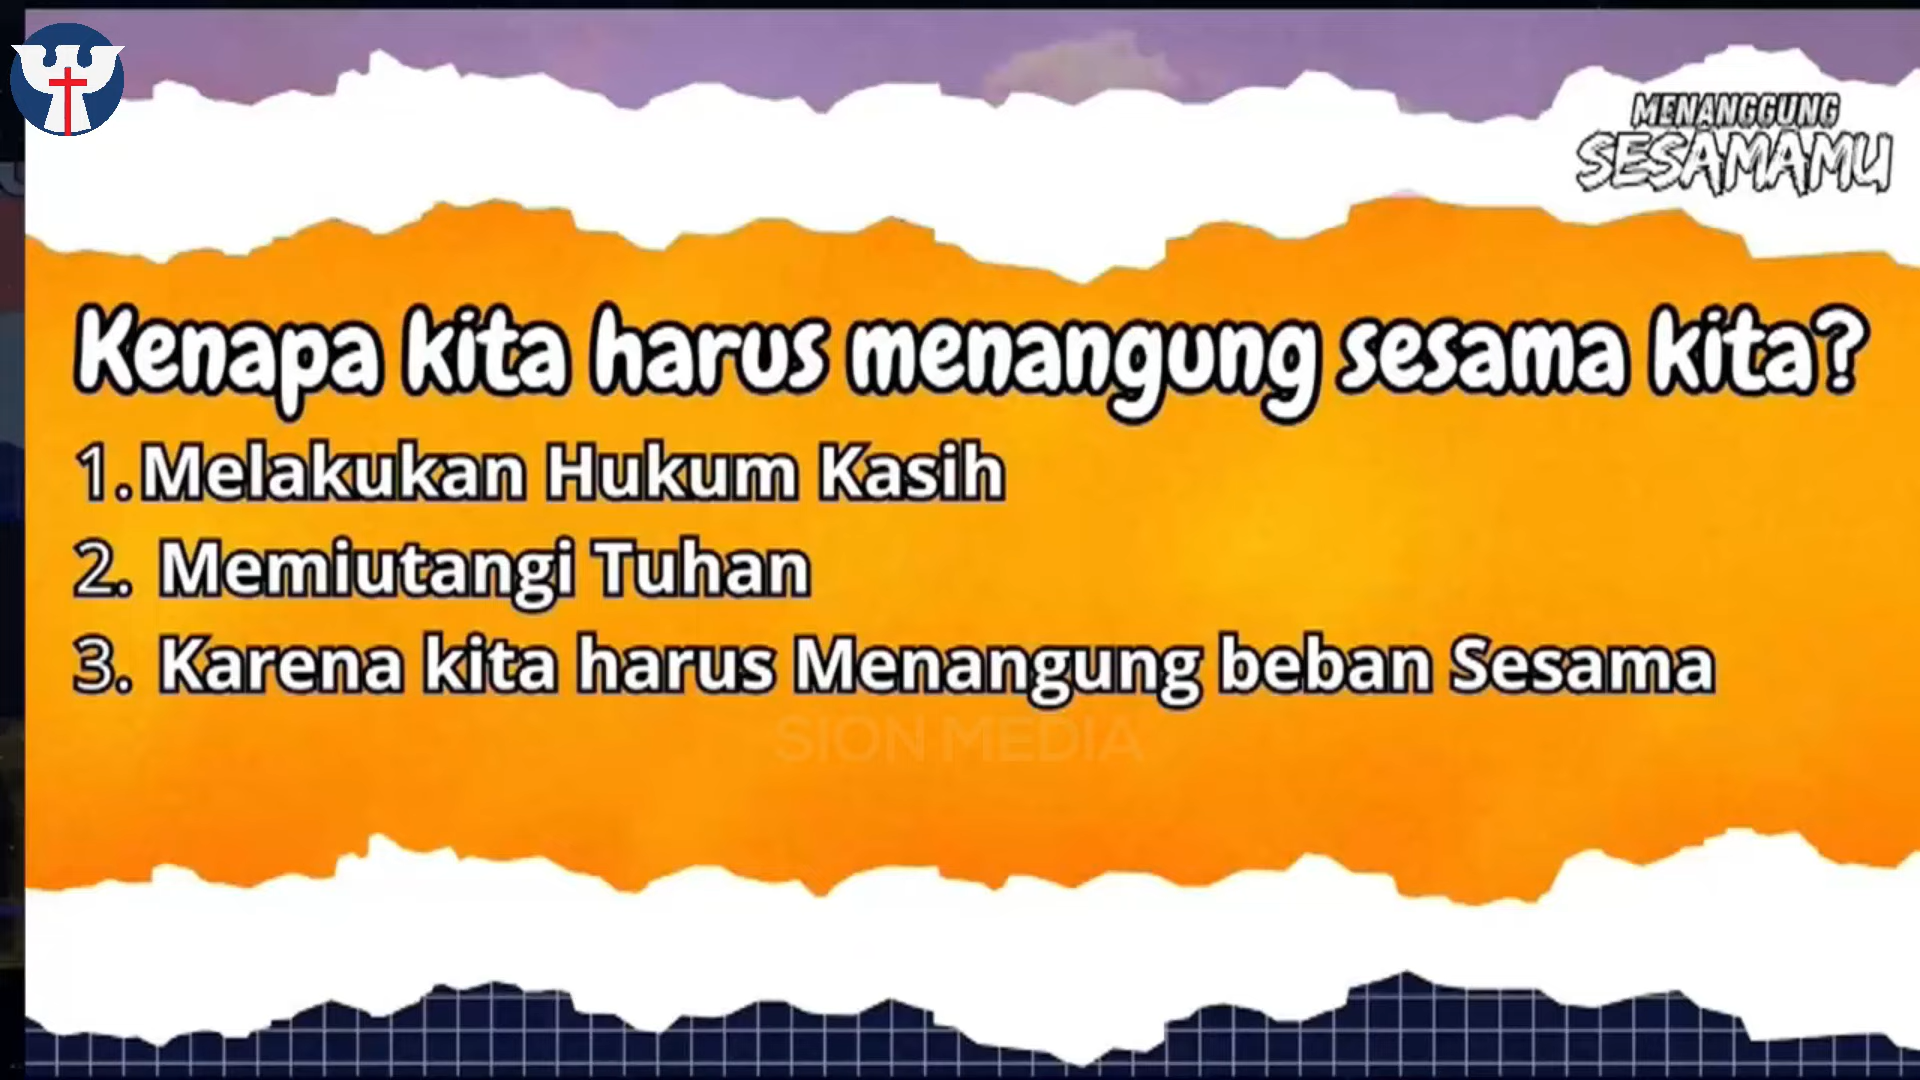 MENANGGUNG
SESAMAMU
Kenapa kita harus menangung sesama kita?
1. Melakukan Hukum Kasih
2. Memiutangi Tuhan
3. Karena kita harus Menangung beban Sesama
SION MEDIA